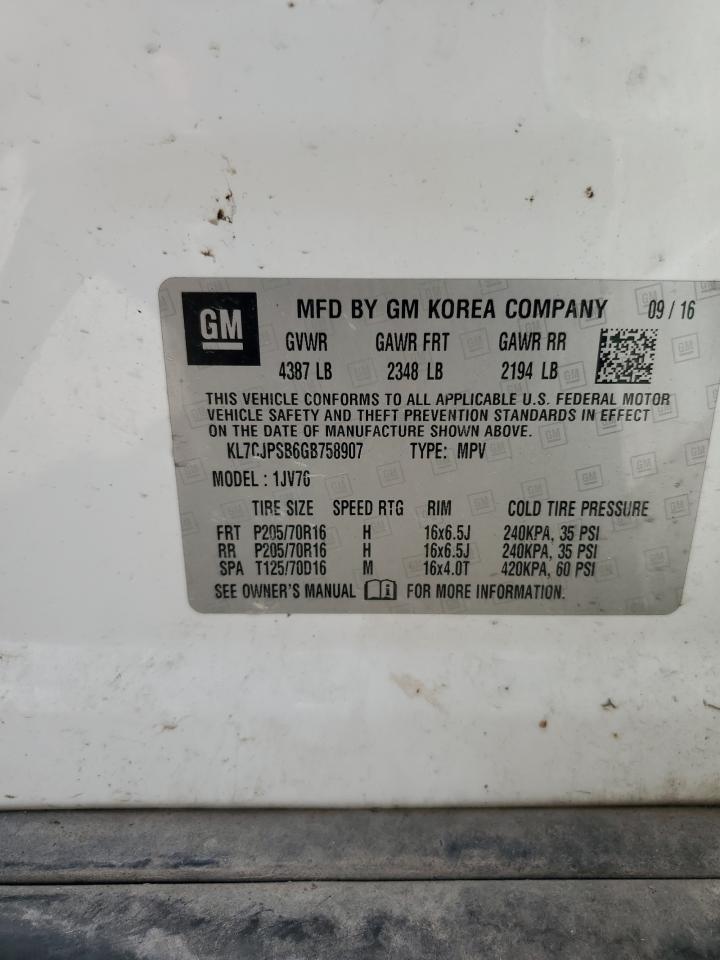 GM MFD BY GM KOREA COMPANY 09 / 16
GVWR GAWR FRT GAWR RR
4387 LB 2348 LB 2194 LB
THIS VEHICLE CONFORMS TO ALL APPLICABLE U.S. FEDERAL MOTOR
VEHICLE SAFETY AND THEFT PREVENTION STANDARDS IN EFFECT
ON THE DATE OF MANUFACTURE SHOWN ABOVE.
KL7CJPSB6GB758907 TYPE: MPV
MODEL : 1JV76
TIRE SIZE SPEED RTG RIM COLD TIRE PRESSURE
FRT P205/70R16 H 16x6.5J 240KPA, 35 PSI
RR P205/70R16 H 16x6.5J 240KPA, 35 PSI
SPA T125/70D16 M 16x4.0T 420KPA, 60 PSI
SEE OWNER'S MANUAL i FOR MORE INFORMATION.